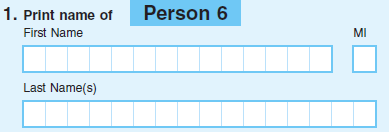 1. Print name of Person 6
First Name MI
Last Name(s)